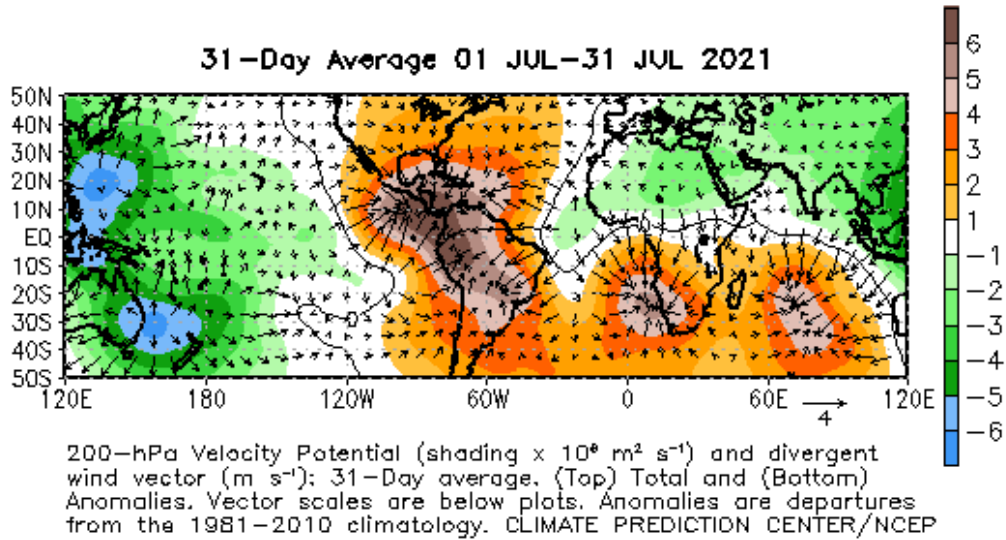 31-Day Average 01 JUL-31 JUL 2021
50N
40N
30N
20N
10N
EQ
10S
20S
30S
40S
50S
120E 180 120W 60W 0 60E 120E
4
6
5
4
3
2
1
-1
-2
-3
-4
-5
-6
200-hPa Velocity Potential (shading x 10⁶ m² s⁻¹) and divergent
wind vector (m s⁻¹): 31-Day average. (Top) Total and (Bottom)
Anomalies. Vector scales are below plots. Anomalies are departures
from the 1981-2010 climatology. CLIMATE PREDICTION CENTER/NCEP